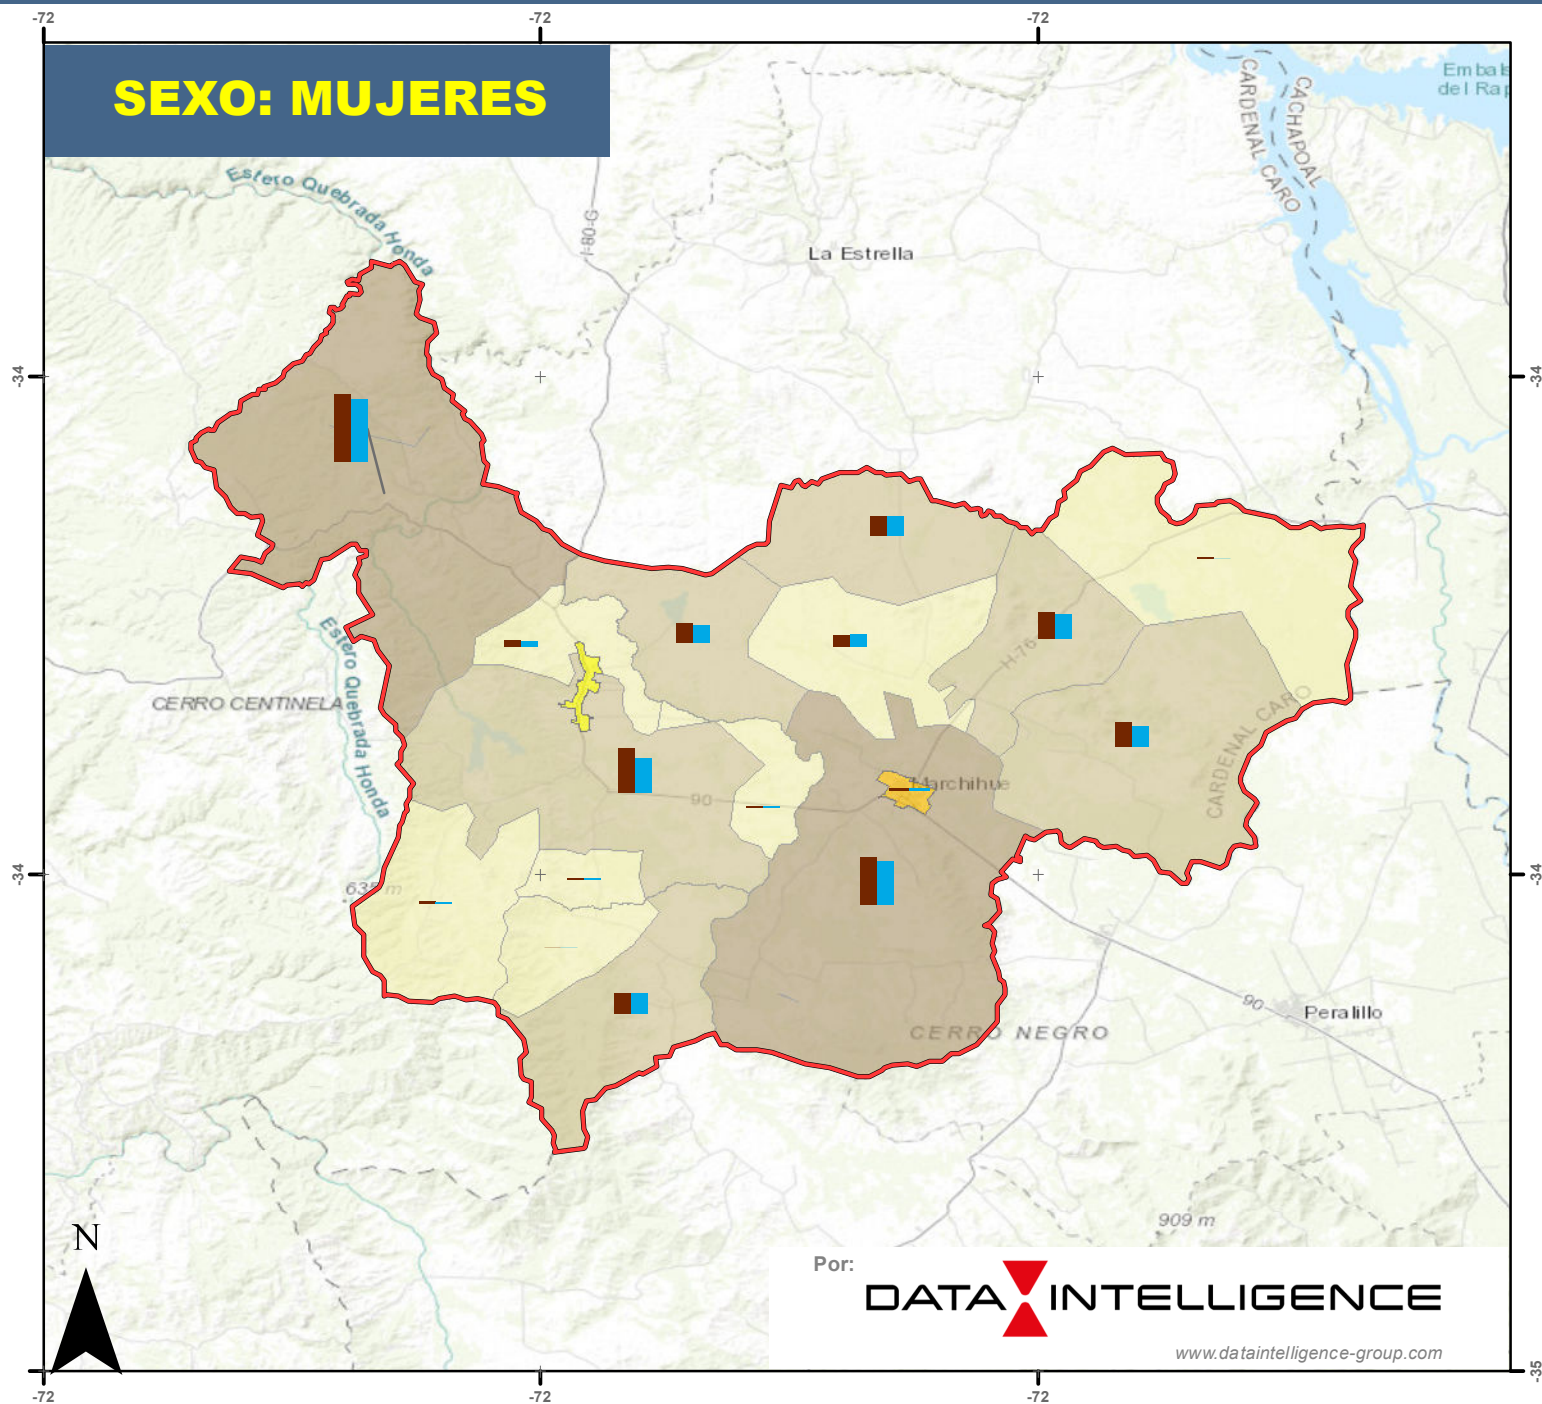 -72
-72
-72
SEXO: MUJERES
Embals
del Rap
CARDENAL CARO
CACHAPOAL
Estero Quebrada Honda
I-80-G
La Estrella
-34
-34
H-76
Estero Quebrada Honda
CERRO CENTINELA
CARDENAL CARO
Marchihue
90
-34
-34
635 m
90
Peralillo
CERRO NEGRO
909 m
N
Por:
DATA INTELLIGENCE
www.dataintelligence-group.com
-35
-72
-72
-72